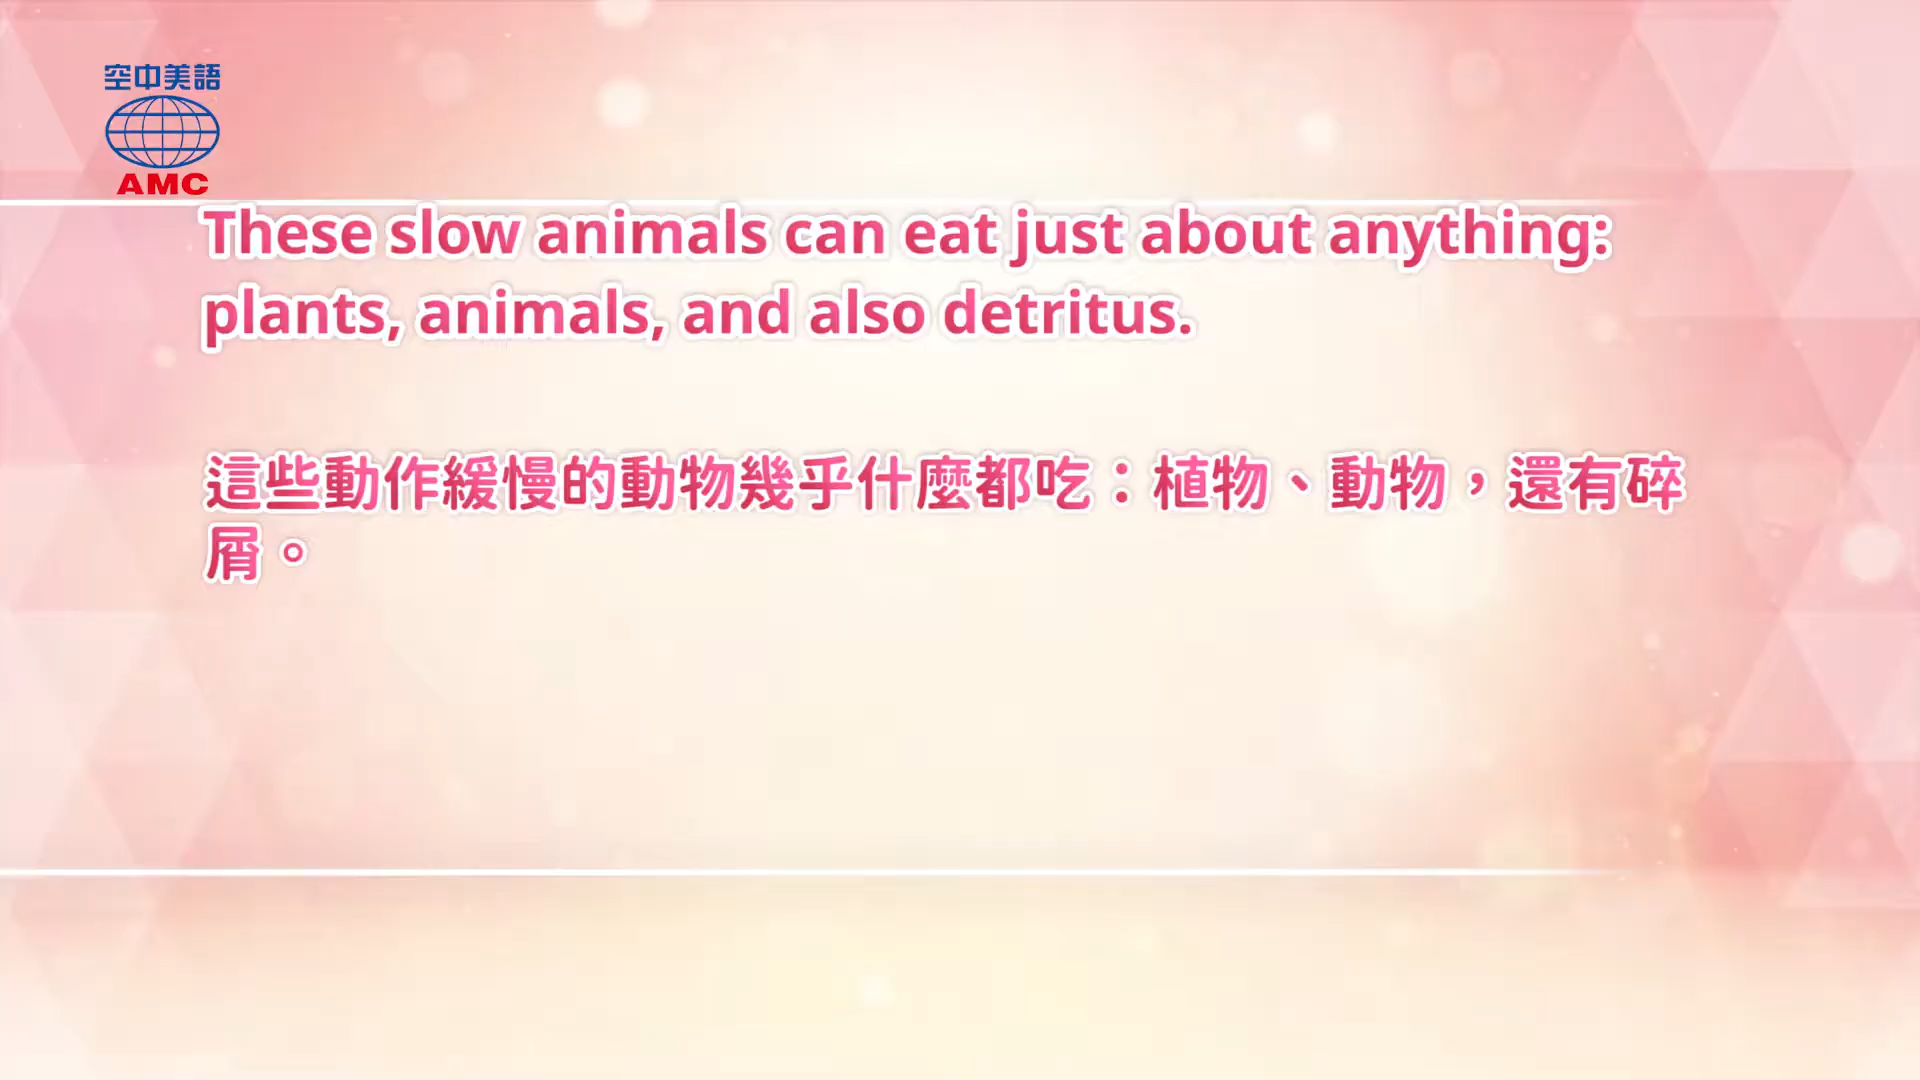 空中美語
AMC
These slow animals can eat just about anything:
plants, animals, and also detritus.
這些動作緩慢的動物幾乎什麼都吃：植物、動物，還有碎
屑。